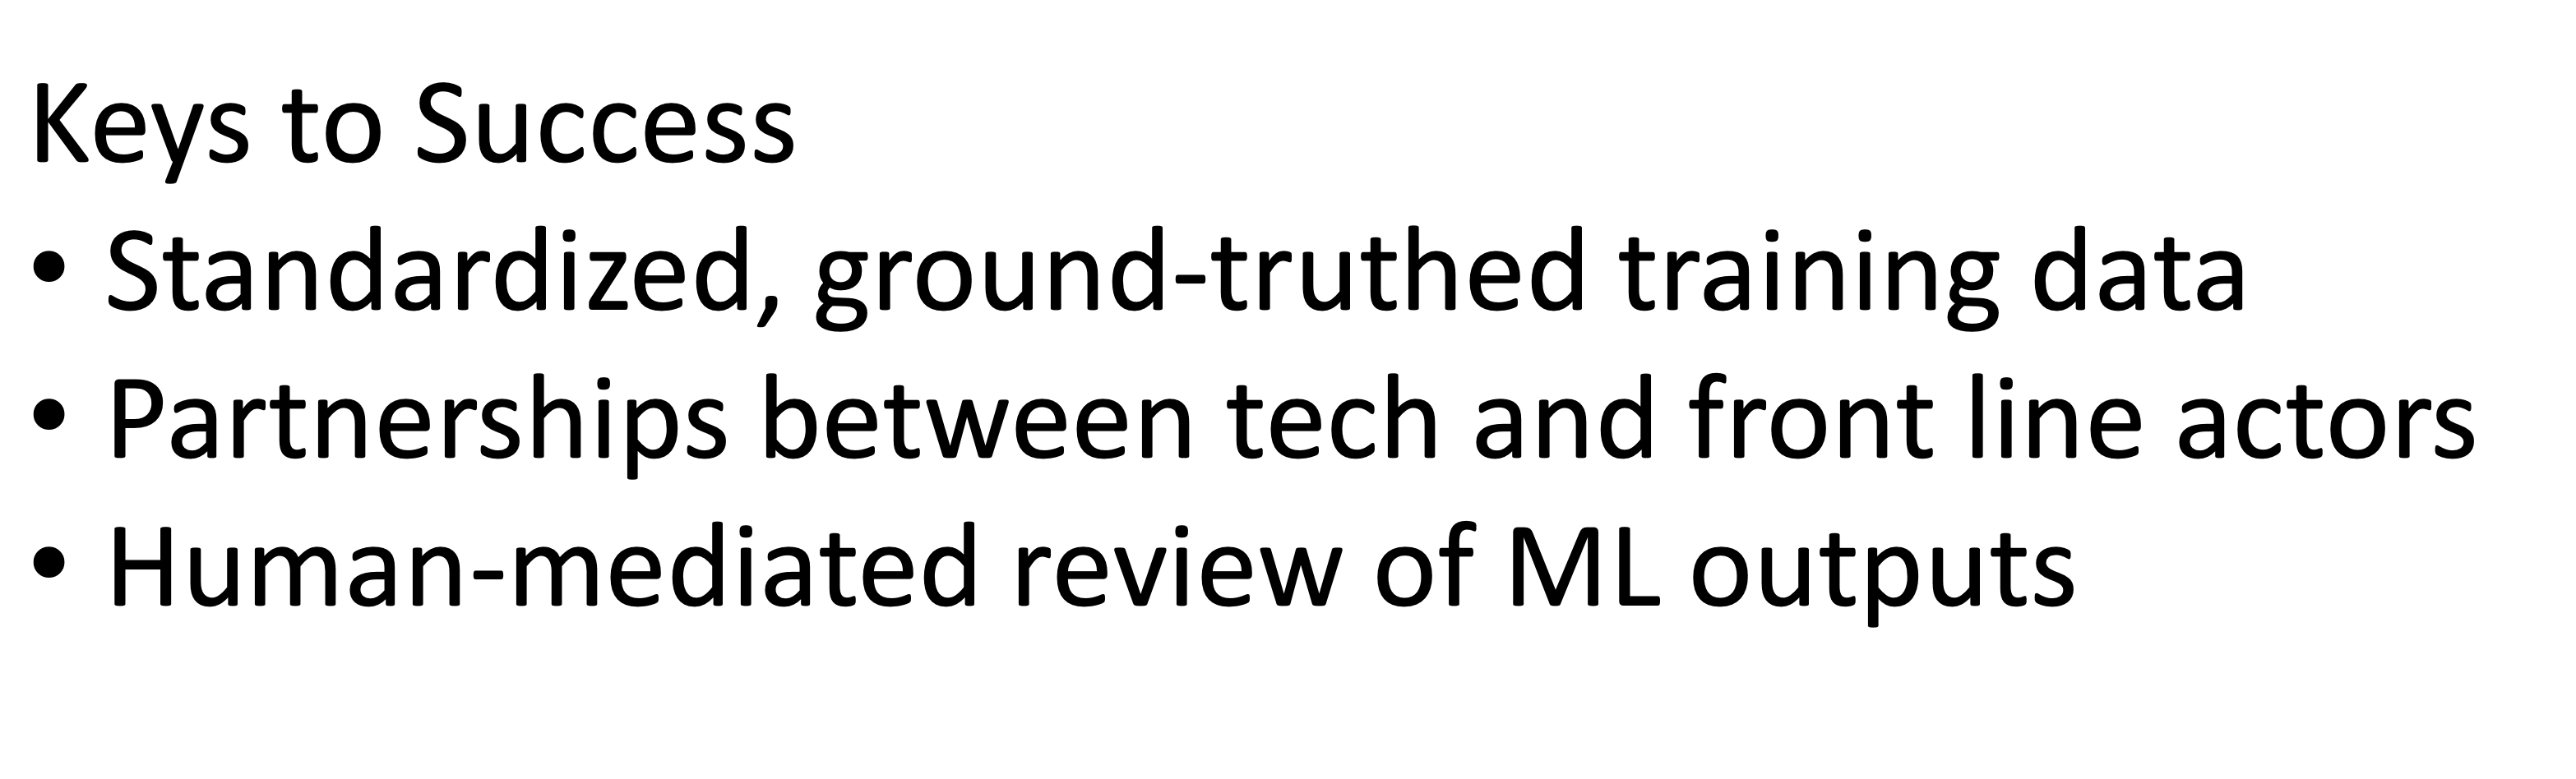 Keys to Success
• Standardized, ground-truthed training data
• Partnerships between tech and front line actors
• Human-mediated review of ML outputs